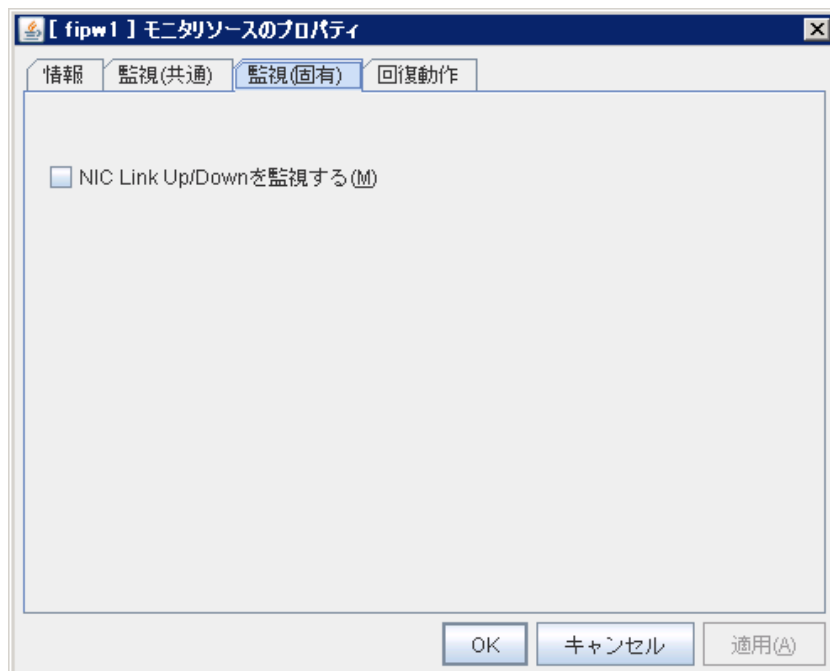 [ fipw1 ] モニタリソースのプロパティ
情報 監視(共通) 監視(固有) 回復動作
NIC Link Up/Downを監視する(M)
OK キャンセル 適用(A)